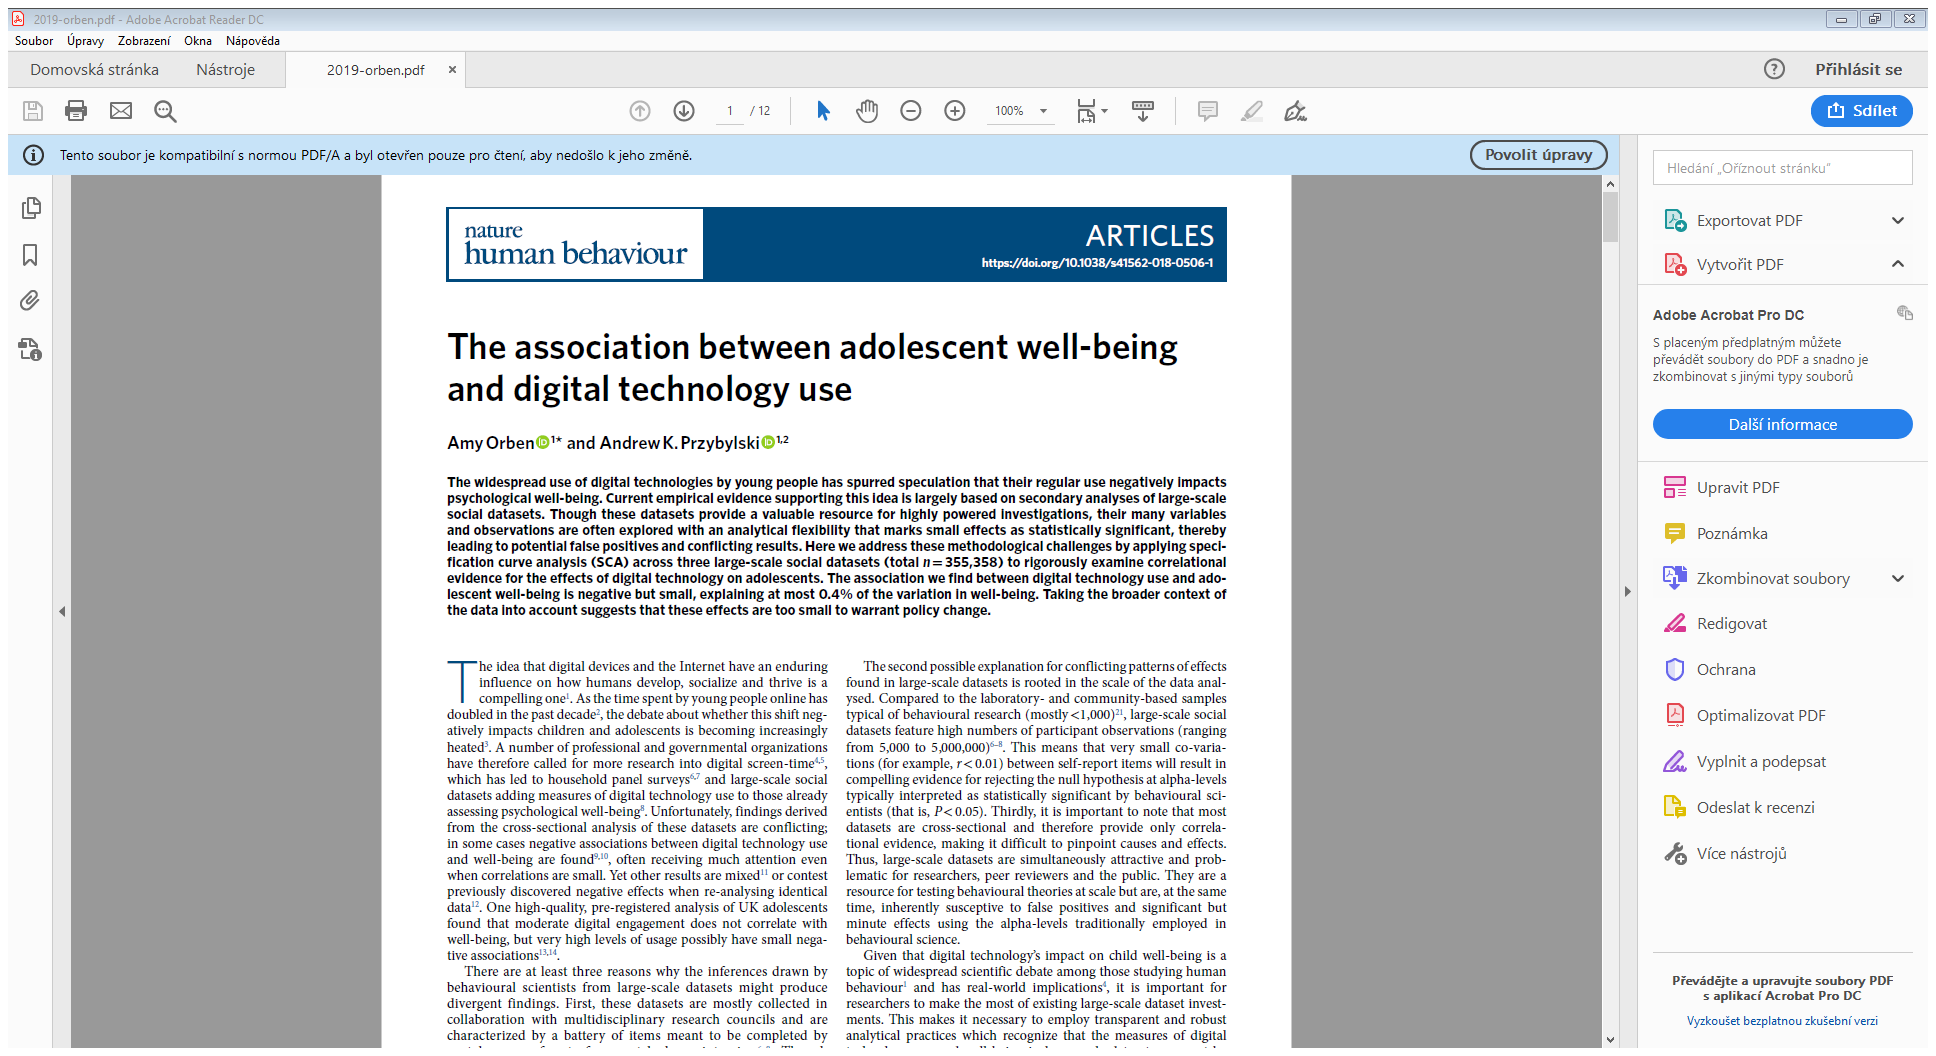 2019-orben.pdf - Adobe Acrobat Reader DC
Soubor Úpravy Zobrazení Okna Nápověda
Domovská stránka Nástroje 2019-orben.pdf × Přihlásit se
1 / 12 100% Sdílet
Tento soubor je kompatibilní s normou PDF/A a byl otevřen pouze pro čtení, aby nedošlo k jeho změně. Povolit úpravy
nature
human behaviour
ARTICLES
https://doi.org/10.1038/s41562-018-0506-1
The association between adolescent well-being
and digital technology use
Amy Orben iD 1* and Andrew K. Przybylski iD 1,2
The widespread use of digital technologies by young people has spurred speculation that their regular use negatively impacts
psychological well-being. Current empirical evidence supporting this idea is largely based on secondary analyses of large-scale
social datasets. Though these datasets provide a valuable resource for highly powered investigations, their many variables
and observations are often explored with an analytical flexibility that marks small effects as statistically significant, thereby
leading to potential false positives and conflicting results. Here we address these methodological challenges by applying speci-
fication curve analysis (SCA) across three large-scale social datasets (total n = 355,358) to rigorously examine correlational
evidence for the effects of digital technology on adolescents. The association we find between digital technology use and ado-
lescent well-being is negative but small, explaining at most 0.4% of the variation in well-being. Taking the broader context of
the data into account suggests that these effects are too small to warrant policy change.
The idea that digital devices and the Internet have an enduring
influence on how humans develop, socialize and thrive is a
compelling one1. As the time spent by young people online has
doubled in the past decade2, the debate about whether this shift neg-
atively impacts children and adolescents is becoming increasingly
heated3. A number of professional and governmental organizations
have therefore called for more research into digital screen-time4,5,
which has led to household panel surveys6,7 and large-scale social
datasets adding measures of digital technology use to those already
assessing psychological well-being8. Unfortunately, findings derived
from the cross-sectional analysis of these datasets are conflicting;
in some cases negative associations between digital technology use
and well-being are found9,10, often receiving much attention even
when correlations are small. Yet other results are mixed11 or contest
previously discovered negative effects when re-analysing identical
data12. One high-quality, pre-registered analysis of UK adolescents
found that moderate digital engagement does not correlate with
well-being, but very high levels of usage possibly have small nega-
tive associations13,14.
There are at least three reasons why the inferences drawn by
behavioural scientists from large-scale datasets might produce
divergent findings. First, these datasets are mostly collected in
collaboration with multidisciplinary research councils and are
characterized by a battery of items meant to be completed by
The second possible explanation for conflicting patterns of effects
found in large-scale datasets is rooted in the scale of the data anal-
ysed. Compared to the laboratory- and community-based samples
typical of behavioural research (mostly <1,000)21, large-scale social
datasets feature high numbers of participant observations (ranging
from 5,000 to 5,000,000)6–8. This means that very small co-varia-
tions (for example, r < 0.01) between self-report items will result in
compelling evidence for rejecting the null hypothesis at alpha-levels
typically interpreted as statistically significant by behavioural sci-
entists (that is, P < 0.05). Thirdly, it is important to note that most
datasets are cross-sectional and therefore provide only correla-
tional evidence, making it difficult to pinpoint causes and effects.
Thus, large-scale datasets are simultaneously attractive and prob-
lematic for researchers, peer reviewers and the public. They are a
resource for testing behavioural theories at scale but are, at the same
time, inherently susceptive to false positives and significant but
minute effects using the alpha-levels traditionally employed in
behavioural science.
Given that digital technology's impact on child well-being is a
topic of widespread scientific debate among those studying human
behaviour1 and has real-world implications4, it is important for
researchers to make the most of existing large-scale dataset invest-
ments. This makes it necessary to employ transparent and robust
analytical practices which recognize that the measures of digital
Hledání „Oříznout stránku“
Exportovat PDF
Vytvořit PDF
Adobe Acrobat Pro DC
S placeným předplatným můžete
převádět soubory do PDF a snadno je
zkombinovat s jinými typy souborů
Další informace
Upravit PDF
Poznámka
Zkombinovat soubory
Redigovat
Ochrana
Optimalizovat PDF
Vyplnit a podepsat
Odeslat k recenzi
Více nástrojů
Převádějte a upravujte soubory PDF
s aplikací Acrobat Pro DC
Vyzkoušet bezplatnou zkušební verzi